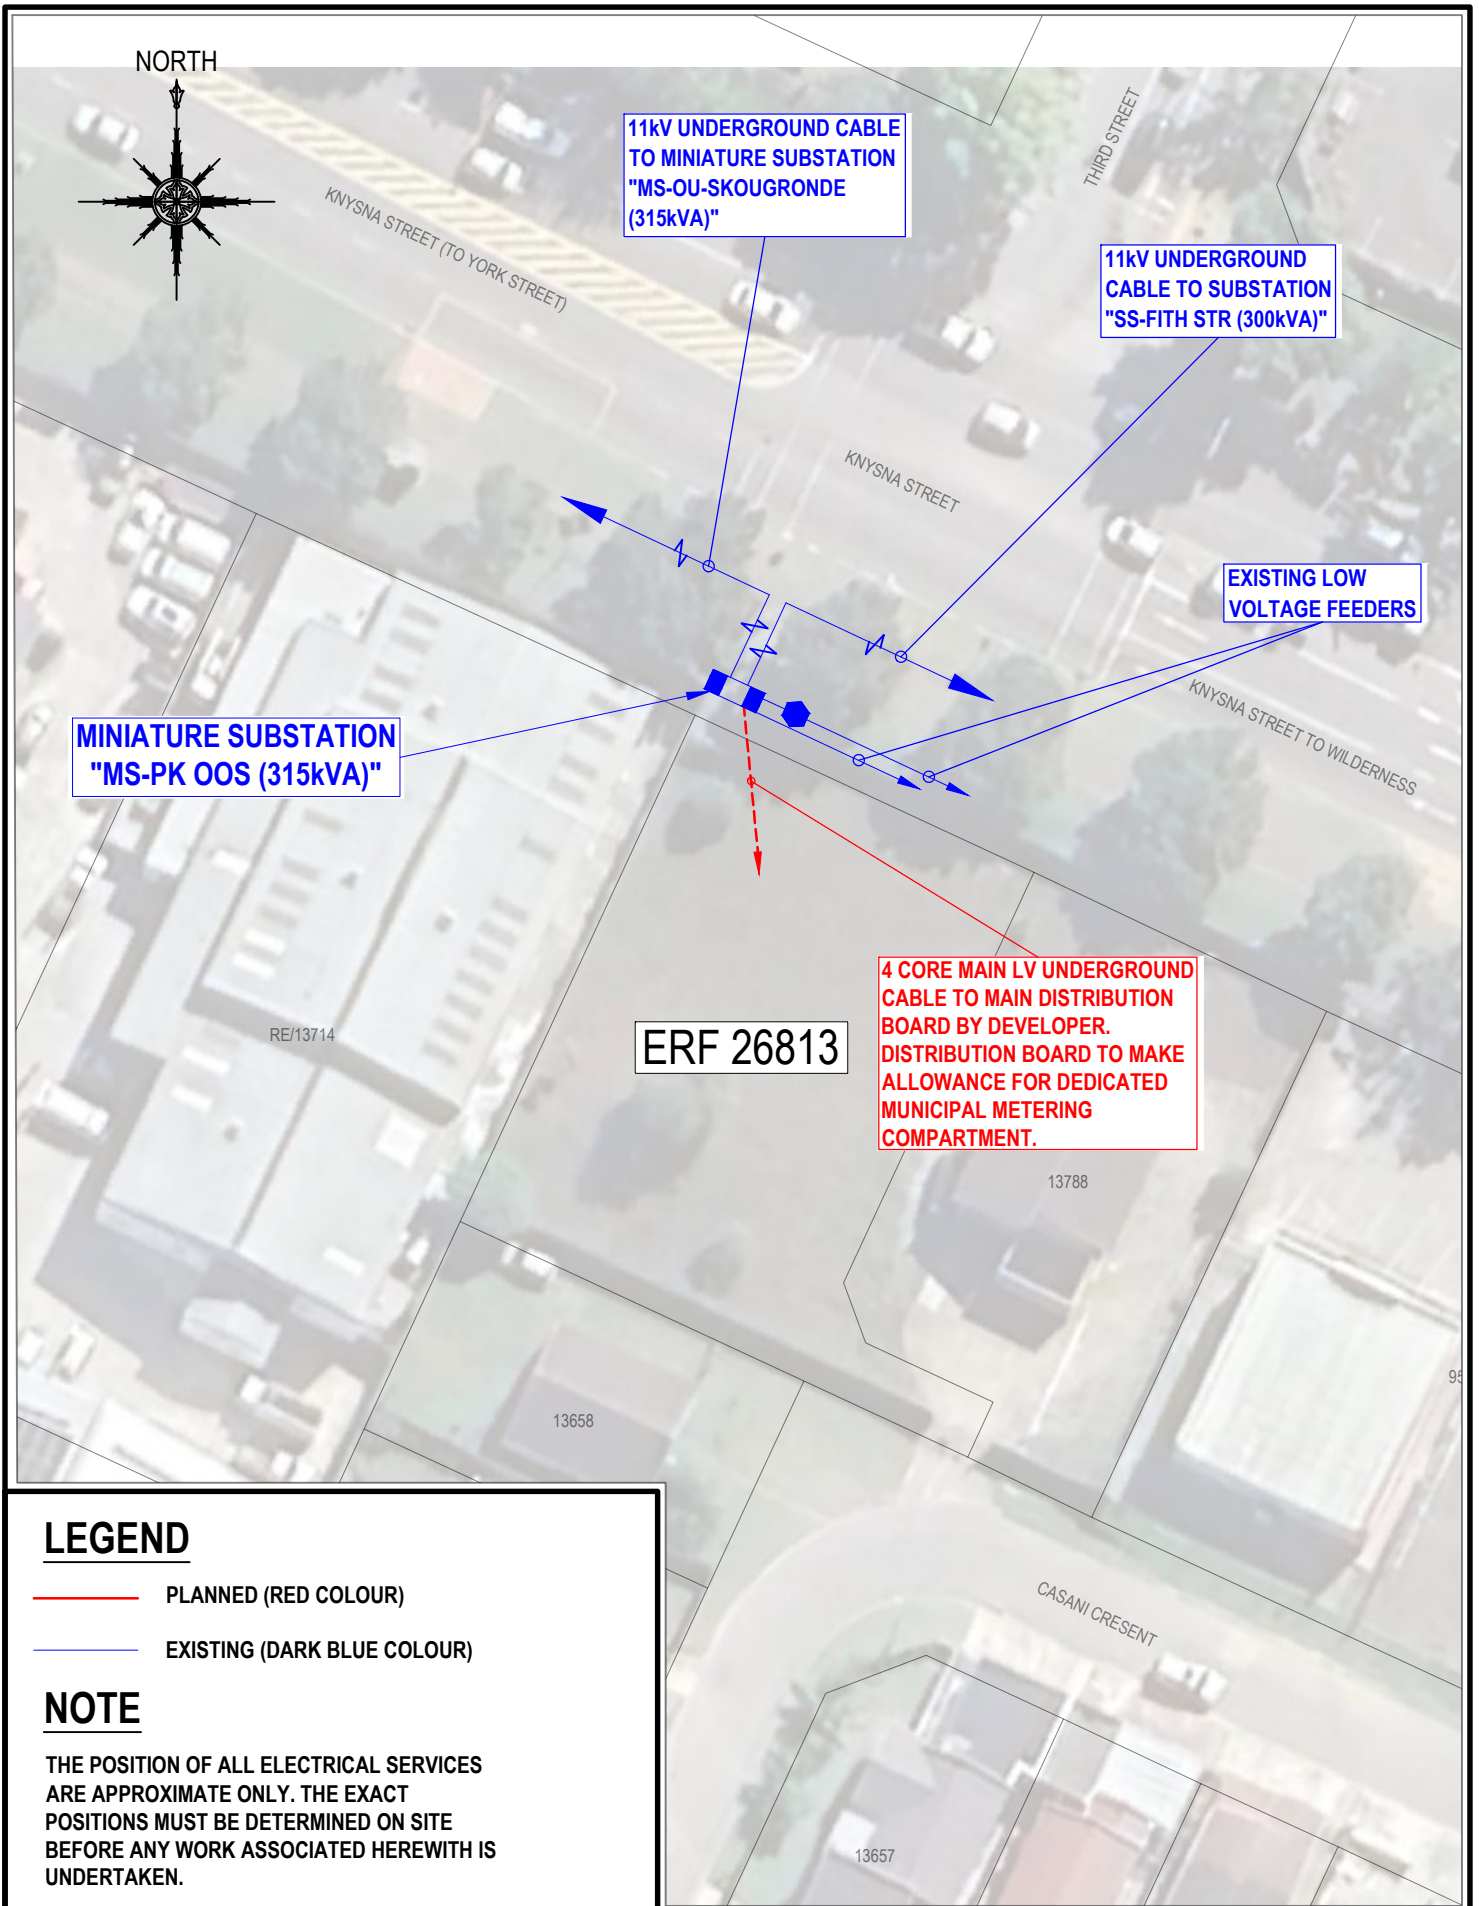 NORTH
11kV UNDERGROUND CABLE
TO MINIATURE SUBSTATION
"MS-OU-SKOUGRONDE
(315kVA)"
THIRD STREET
KNYSNA STREET (TO YORK STREET)
11kV UNDERGROUND
CABLE TO SUBSTATION
"SS-FITH STR (300kVA)"
KNYSNA STREET
EXISTING LOW
VOLTAGE FEEDERS
KNYSNA STREET TO WILDERNESS
MINIATURE SUBSTATION
"MS-PK OOS (315kVA)"
4 CORE MAIN LV UNDERGROUND
CABLE TO MAIN DISTRIBUTION
BOARD BY DEVELOPER.
DISTRIBUTION BOARD TO MAKE
ALLOWANCE FOR DEDICATED
MUNICIPAL METERING
COMPARTMENT.
RE/13714
ERF 26813
13788
95
13658
CASANI CRESENT
13657
LEGEND
PLANNED (RED COLOUR)
EXISTING (DARK BLUE COLOUR)
NOTE
THE POSITION OF ALL ELECTRICAL SERVICES
ARE APPROXIMATE ONLY. THE EXACT
POSITIONS MUST BE DETERMINED ON SITE
BEFORE ANY WORK ASSOCIATED HEREWITH IS
UNDERTAKEN.